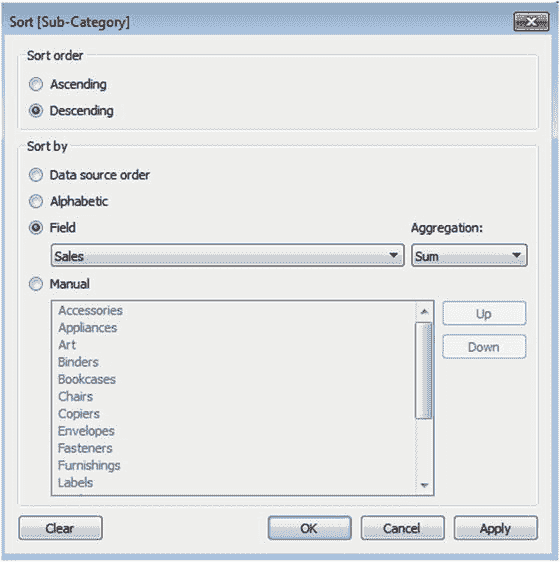 Sort [Sub-Category]
Sort order
Ascending
Descending
Sort by
Data source order
Alphabetic
Field
Aggregation:
Sales
Sum
Manual
Accessories
Appliances
Art
Binders
Bookcases
Chairs
Copiers
Envelopes
Fasteners
Furnishings
Labels
Up
Down
Clear
OK
Cancel
Apply